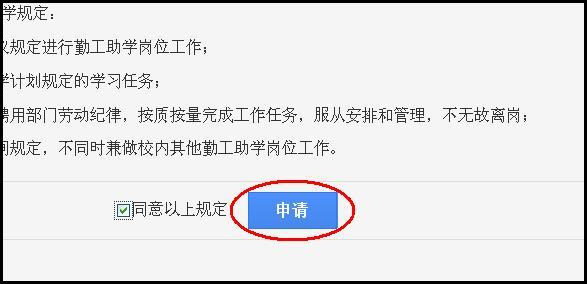 学规定：
议规定进行勤工助学岗位工作；
学计划规定的学习任务；
聘用部门劳动纪律，按质按量完成工作任务，服从安排和管理，不无故离岗；
间规定，不同时兼做校内其他勤工助学岗位工作。
同意以上规定 申请